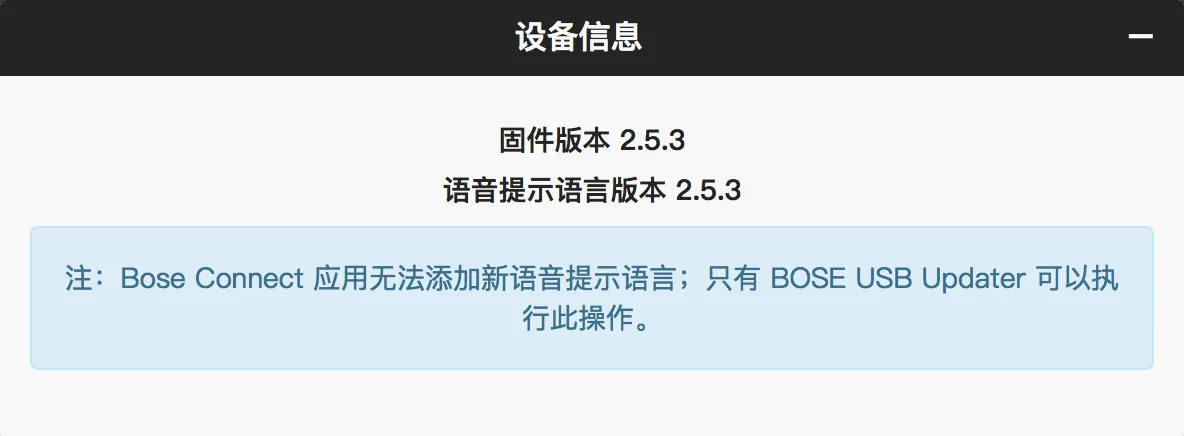 设备信息
固件版本 2.5.3
语音提示语言版本 2.5.3
注：Bose Connect 应用无法添加新语音提示语言；只有 BOSE USB Updater 可以执
行此操作。